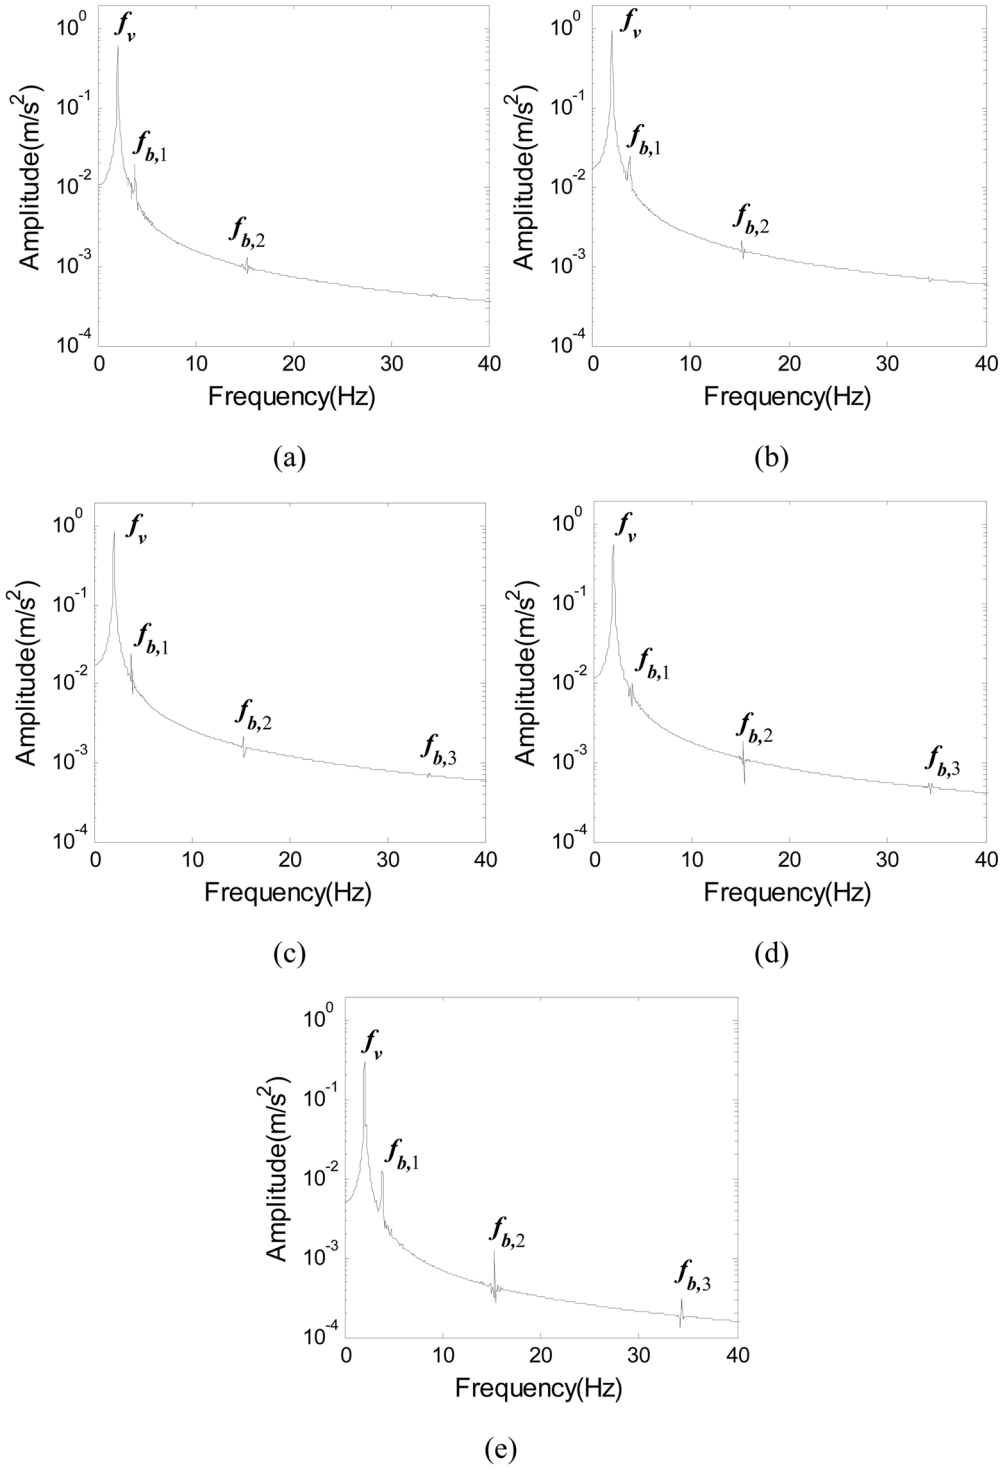 f_v
f_b,1
f_b,2
10^0
10^-1
10^-2
10^-3
10^-4
Amplitude(m/s^2)
0 10 20 30 40
Frequency(Hz)
(a)
f_v
f_b,1
f_b,2
10^0
10^-1
10^-2
10^-3
10^-4
Amplitude(m/s^2)
0 10 20 30 40
Frequency(Hz)
(b)
f_v
f_b,1
f_b,2
f_b,3
10^0
10^-1
10^-2
10^-3
10^-4
Amplitude(m/s^2)
0 10 20 30 40
Frequency(Hz)
(c)
f_v
f_b,1
f_b,2
f_b,3
10^0
10^-1
10^-2
10^-3
10^-4
Amplitude(m/s^2)
0 10 20 30 40
Frequency(Hz)
(d)
f_v
f_b,1
f_b,2
f_b,3
10^0
10^-1
10^-2
10^-3
10^-4
Amplitude(m/s^2)
0 10 20 30 40
Frequency(Hz)
(e)